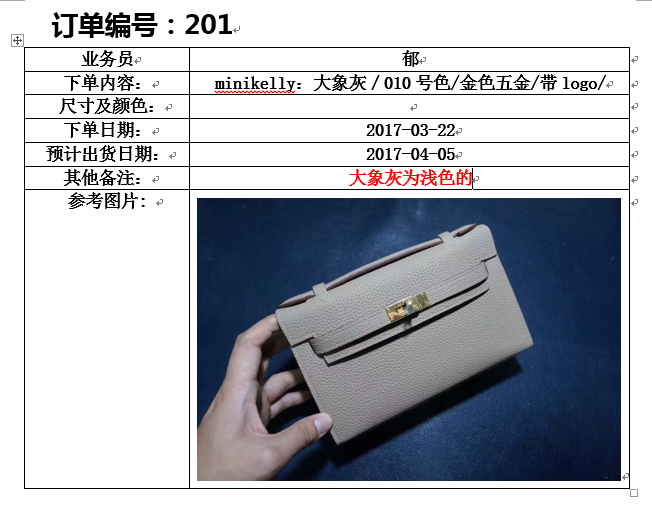 订单编号：201
业务员 郁
下单内容： minikelly：大象灰 / 010 号色/金色五金/带 logo/
尺寸及颜色：
下单日期： 2017-03-22
预计出货日期： 2017-04-05
其他备注： 大象灰为浅色的
参考图片: